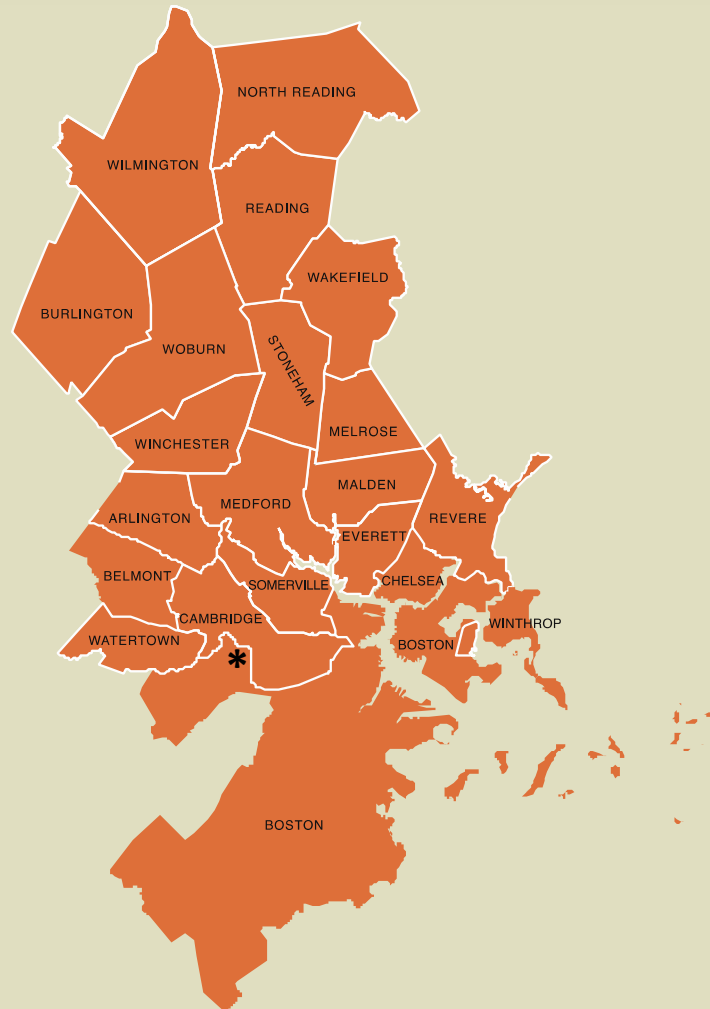 NORTH READING
WILMINGTON
READING
WAKEFIELD
BURLINGTON
WOBURN
STONEHAM
MELROSE
WINCHESTER
MALDEN
MEDFORD
ARLINGTON
REVERE
EVERETT
BELMONT
SOMERVILLE
CHELSEA
CAMBRIDGE
WINTHROP
WATERTOWN
BOSTON
*
BOSTON